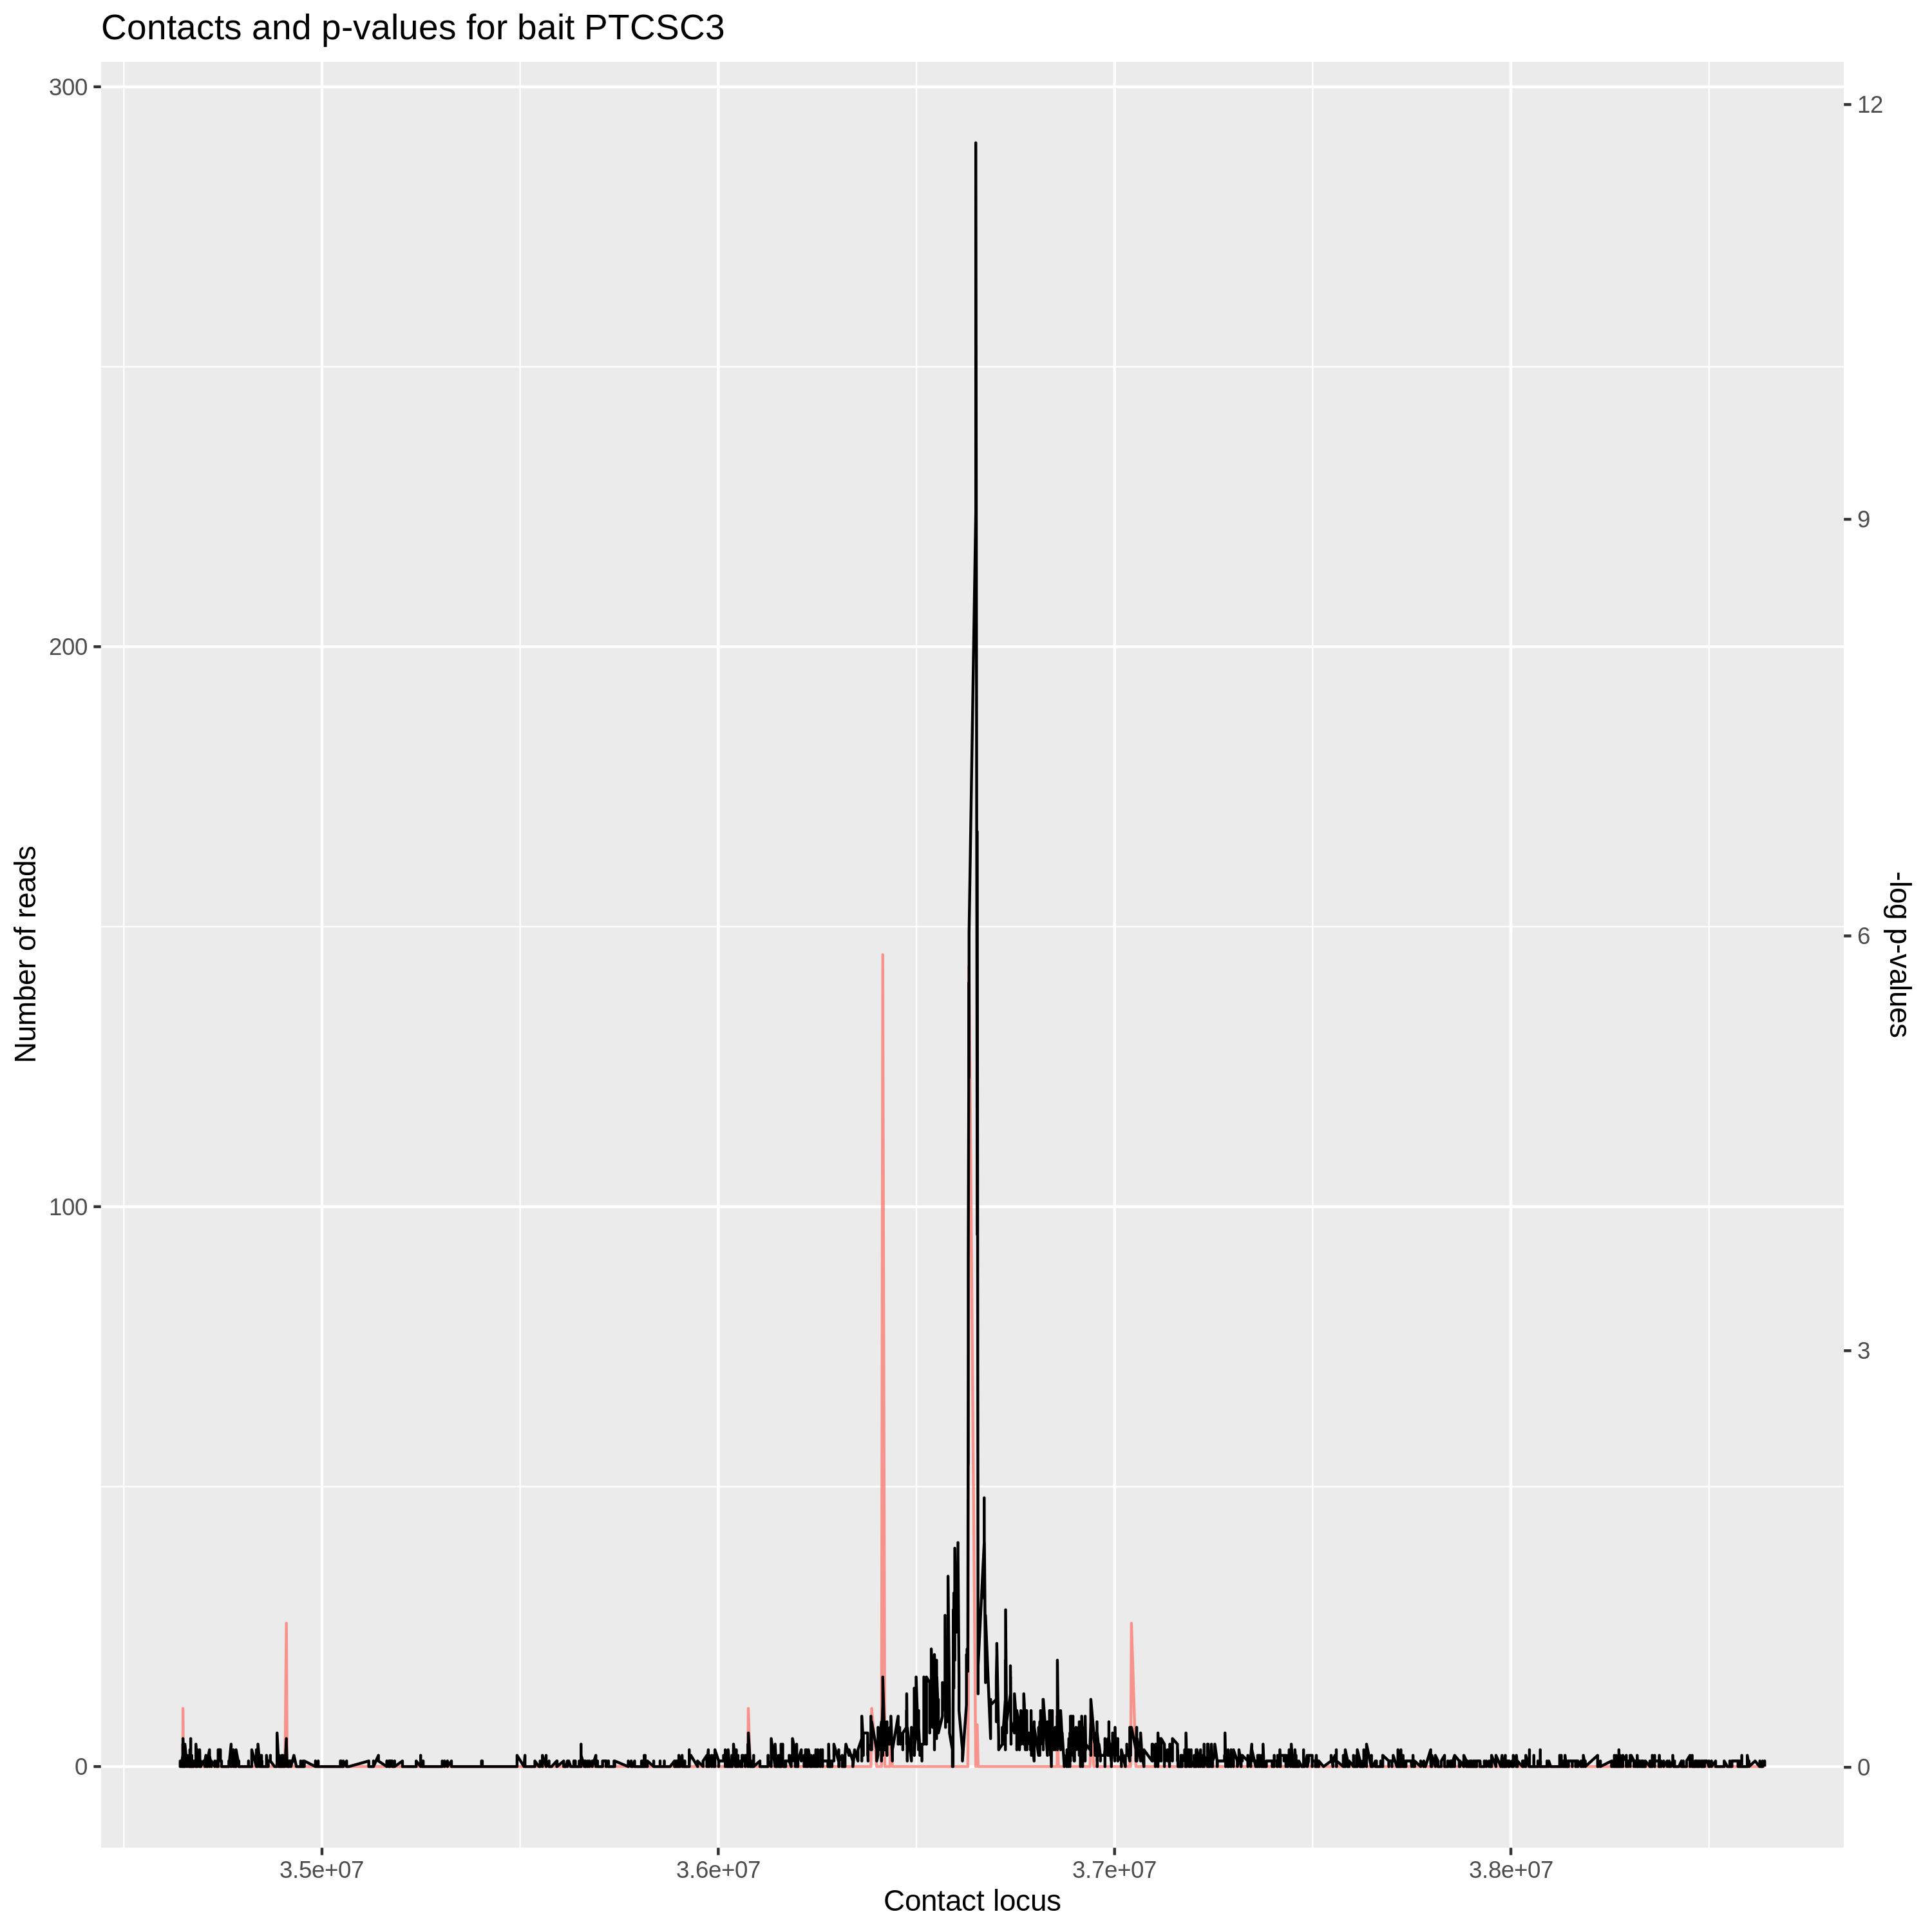 Contacts and p-values for bait PTCSC3
300
200
100
0
Number of reads
12
9
6
3
0
-log p-values
3.5e+07
3.6e+07
3.7e+07
3.8e+07
Contact locus